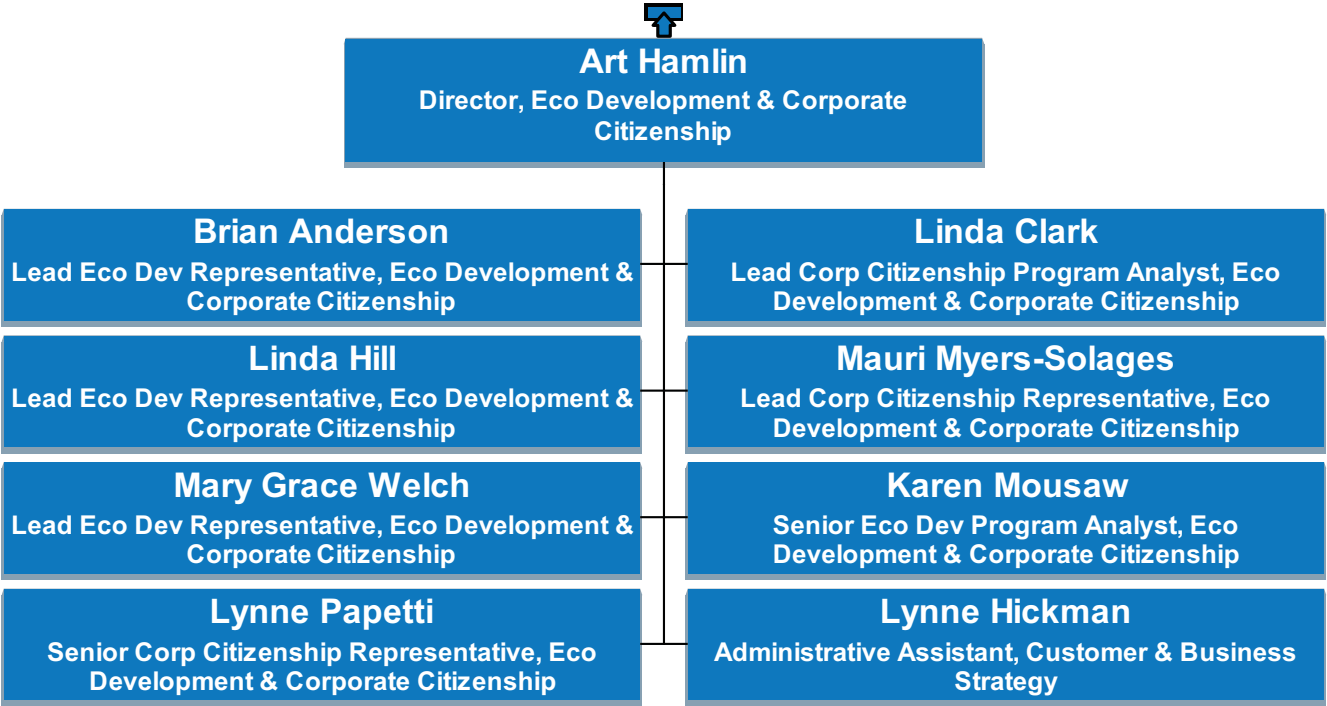 Art Hamlin
Director, Eco Development & Corporate
Citizenship
Brian Anderson
Lead Eco Dev Representative, Eco Development &
Corporate Citizenship
Linda Clark
Lead Corp Citizenship Program Analyst, Eco
Development & Corporate Citizenship
Linda Hill
Lead Eco Dev Representative, Eco Development &
Corporate Citizenship
Mauri Myers-Solages
Lead Corp Citizenship Representative, Eco
Development & Corporate Citizenship
Mary Grace Welch
Lead Eco Dev Representative, Eco Development &
Corporate Citizenship
Karen Mousaw
Senior Eco Dev Program Analyst, Eco
Development & Corporate Citizenship
Lynne Papetti
Senior Corp Citizenship Representative, Eco
Development & Corporate Citizenship
Lynne Hickman
Administrative Assistant, Customer & Business
Strategy